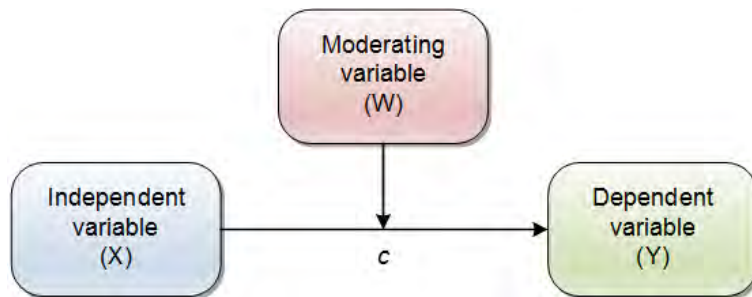 Moderating
variable
(W)
Independent
variable
(X)
Dependent
variable
(Y)
c